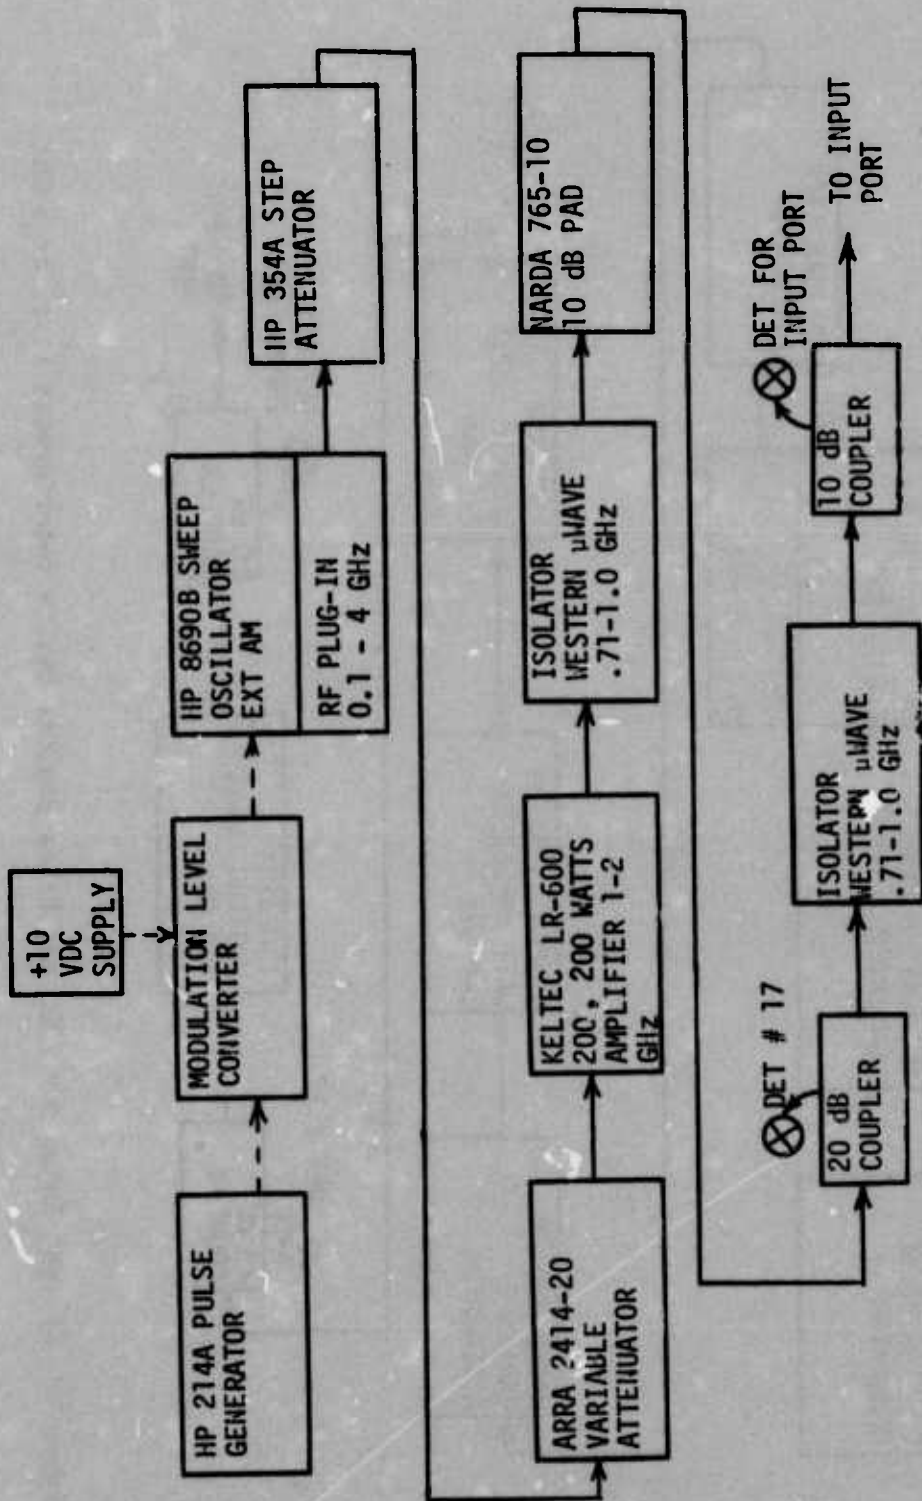 +10
VDC
SUPPLY
HP 214A PULSE
GENERATOR
MODULATION LEVEL
CONVERTER
HP 8690B SWEEP
OSCILLATOR
EXT AM
RF PLUG-IN
0.1 - 4 GHz
HP 354A STEP
ATTENUATOR
ARRA 2414-20
VARIABLE
ATTENUATOR
KELTEC LR-600
200, 200 WATTS
AMPLIFIER 1-2
GHz
ISOLATOR
WESTERN µWAVE
.71-1.0 GHz
NARDA 765-10
10 dB PAD
DET # 17
20 dB
COUPLER
ISOLATOR
WESTERN µWAVE
.71-1.0 GHz
DET FOR
INPUT PORT
10 dB
COUPLER
TO INPUT
PORT